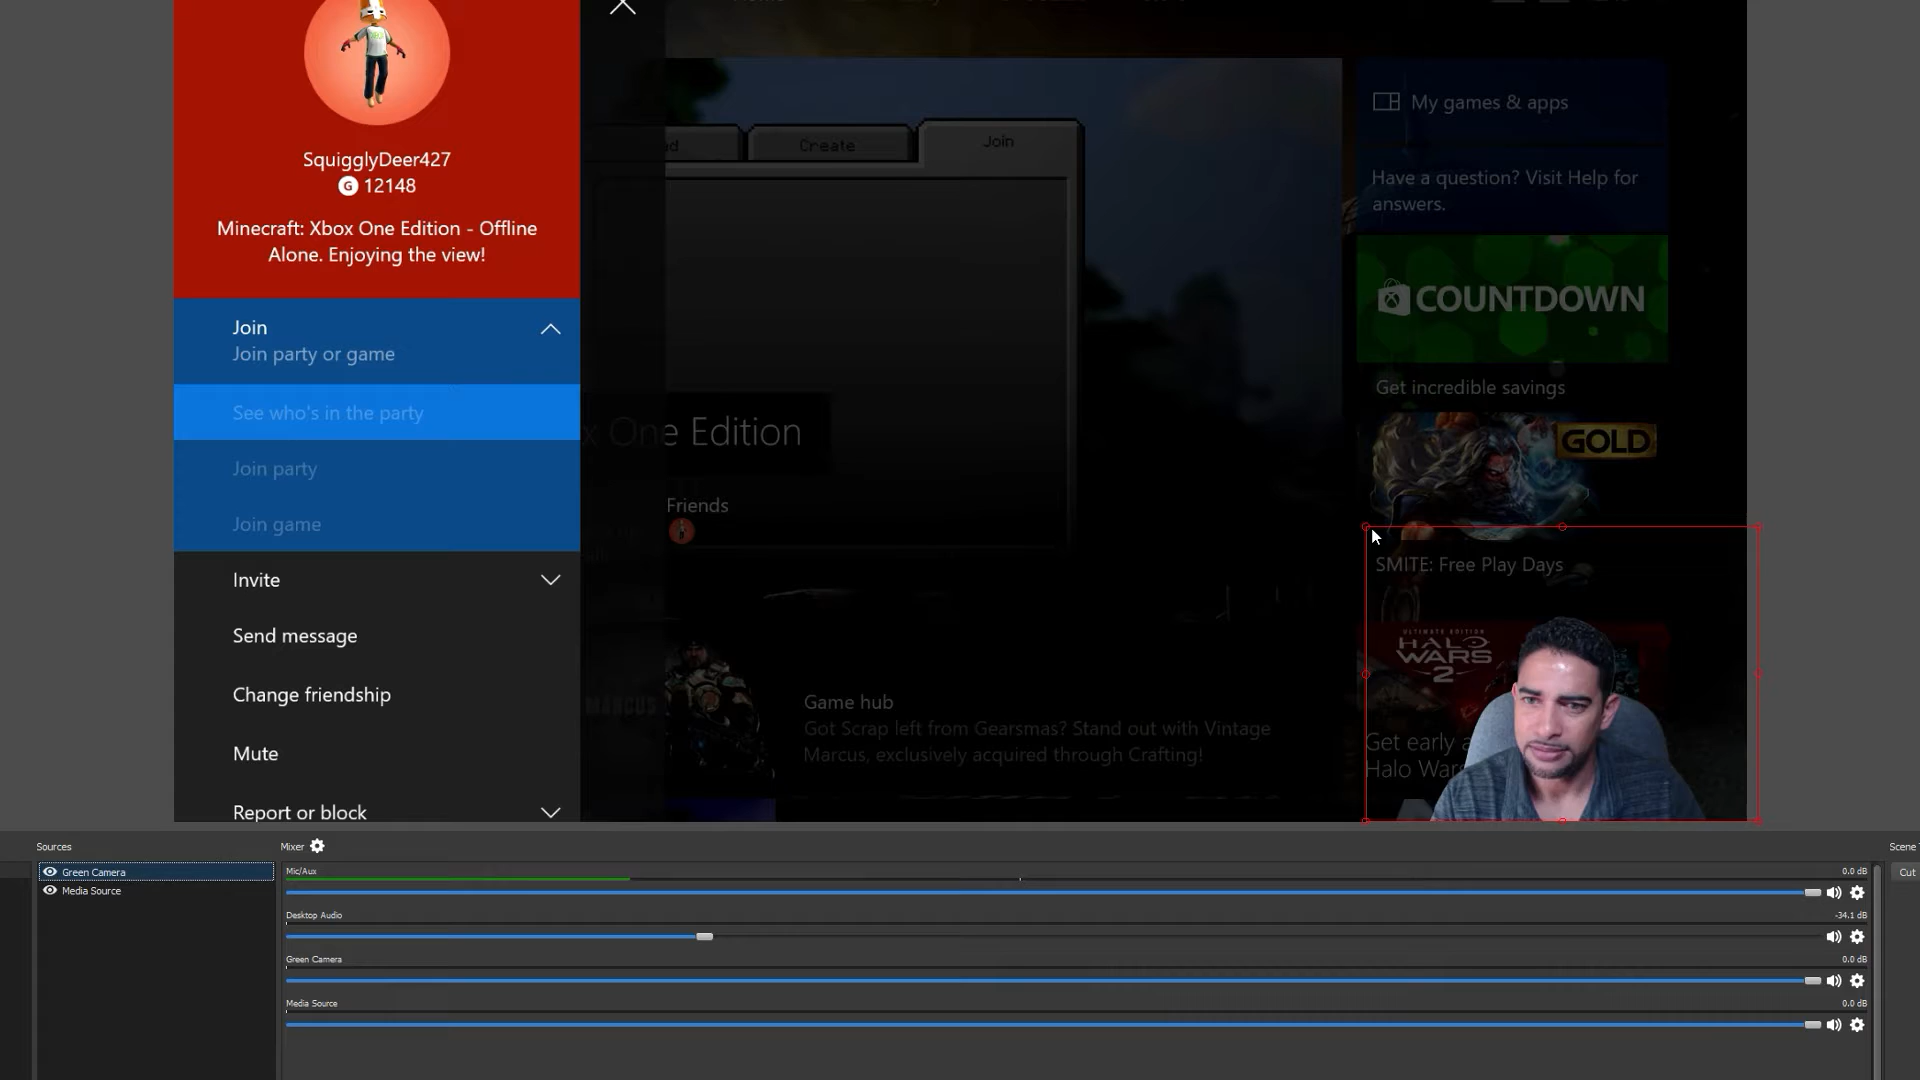 SquigglyDeer427
G 12148
Minecraft: Xbox One Edition - Offline
Alone. Enjoying the view!
Join
Join party or game
See who's in the party
Join party
Join game
Invite
Send message
Change friendship
Mute
Report or block
Create
Join
x One Edition
Friends
Game hub
Got Scrap left from Gearsmas? Stand out with Vintage
Marcus, exclusively acquired through Crafting!
My games & apps
Have a question? Visit Help for
answers.
COUNTDOWN
Get incredible savings
GOLD
SMITE: Free Play Days
ULTIMATE EDITION
HALO
WARS
2
Get early a
Halo War
Sources
Green Camera
Media Source
Mixer
Mic/Aux
0.0 dB
Desktop Audio
-34.1 dB
Green Camera
0.0 dB
Media Source
0.0 dB
Scene
Cut